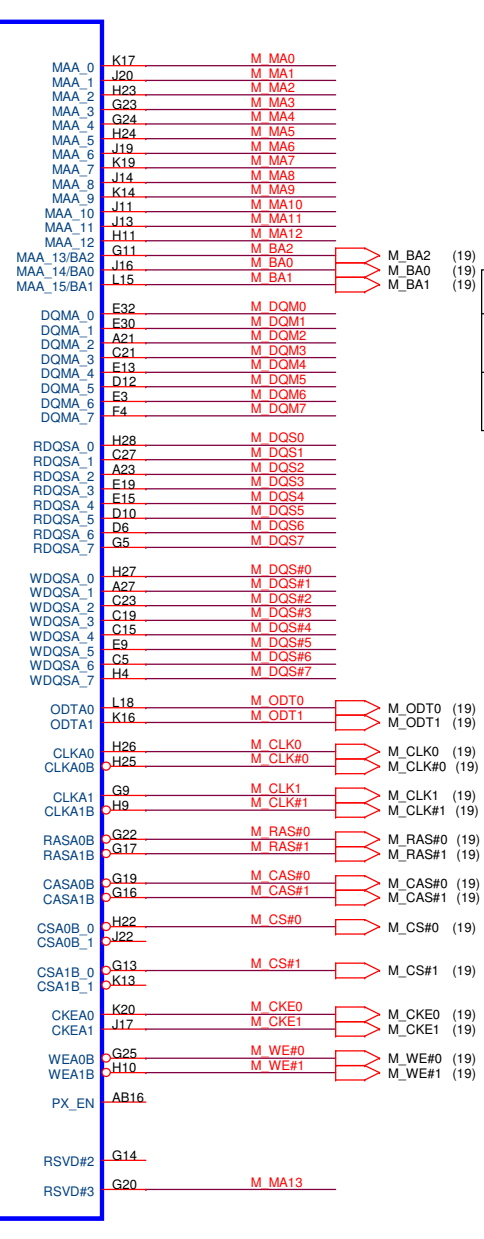 MAA_0 K17 M_MA0
MAA_1 J20 M_MA1
MAA_2 H23 M_MA2
MAA_3 G23 M_MA3
MAA_4 G24 M_MA4
MAA_5 H24 M_MA5
MAA_6 J19 M_MA6
MAA_7 K19 M_MA7
MAA_8 J14 M_MA8
MAA_9 K14 M_MA9
MAA_10 J11 M_MA10
MAA_11 J13 M_MA11
MAA_12 H11 M_MA12
MAA_13/BA2 G11 M_BA2 M_BA2 (19)
MAA_14/BA0 J16 M_BA0 M_BA0 (19)
MAA_15/BA1 L15 M_BA1 M_BA1 (19)
DQMA_0 E32 M_DQM0
DQMA_1 E30 M_DQM1
DQMA_2 A21 M_DQM2
DQMA_3 C21 M_DQM3
DQMA_4 E13 M_DQM4
DQMA_5 D12 M_DQM5
DQMA_6 E3 M_DQM6
DQMA_7 F4 M_DQM7
RDQSA_0 H28 M_DQS0
RDQSA_1 C27 M_DQS1
RDQSA_2 A23 M_DQS2
RDQSA_3 E19 M_DQS3
RDQSA_4 E15 M_DQS4
RDQSA_5 D10 M_DQS5
RDQSA_6 D6 M_DQS6
RDQSA_7 G5 M_DQS7
WDQSA_0 H27 M_DQS#0
WDQSA_1 A27 M_DQS#1
WDQSA_2 C23 M_DQS#2
WDQSA_3 C19 M_DQS#3
WDQSA_4 C15 M_DQS#4
WDQSA_5 E9 M_DQS#5
WDQSA_6 C5 M_DQS#6
WDQSA_7 H4 M_DQS#7
ODTA0 L18 M_ODT0 M_ODT0 (19)
ODTA1 K16 M_ODT1 M_ODT1 (19)
CLKA0 H26 M_CLK0 M_CLK0 (19)
CLKA0B H25 M_CLK#0 M_CLK#0 (19)
CLKA1 G9 M_CLK1 M_CLK1 (19)
CLKA1B H9 M_CLK#1 M_CLK#1 (19)
RASA0B G22 M_RAS#0 M_RAS#0 (19)
RASA1B G17 M_RAS#1 M_RAS#1 (19)
CASA0B G19 M_CAS#0 M_CAS#0 (19)
CASA1B G16 M_CAS#1 M_CAS#1 (19)
CSA0B_0 H22 M_CS#0 M_CS#0 (19)
CSA0B_1 J22
CSA1B_0 G13 M_CS#1 M_CS#1 (19)
CSA1B_1 K13
CKEA0 K20 M_CKE0 M_CKE0 (19)
CKEA1 J17 M_CKE1 M_CKE1 (19)
WEA0B G25 M_WE#0 M_WE#0 (19)
WEA1B H10 M_WE#1 M_WE#1 (19)
PX_EN AB16
RSVD#2 G14
RSVD#3 G20 M_MA13